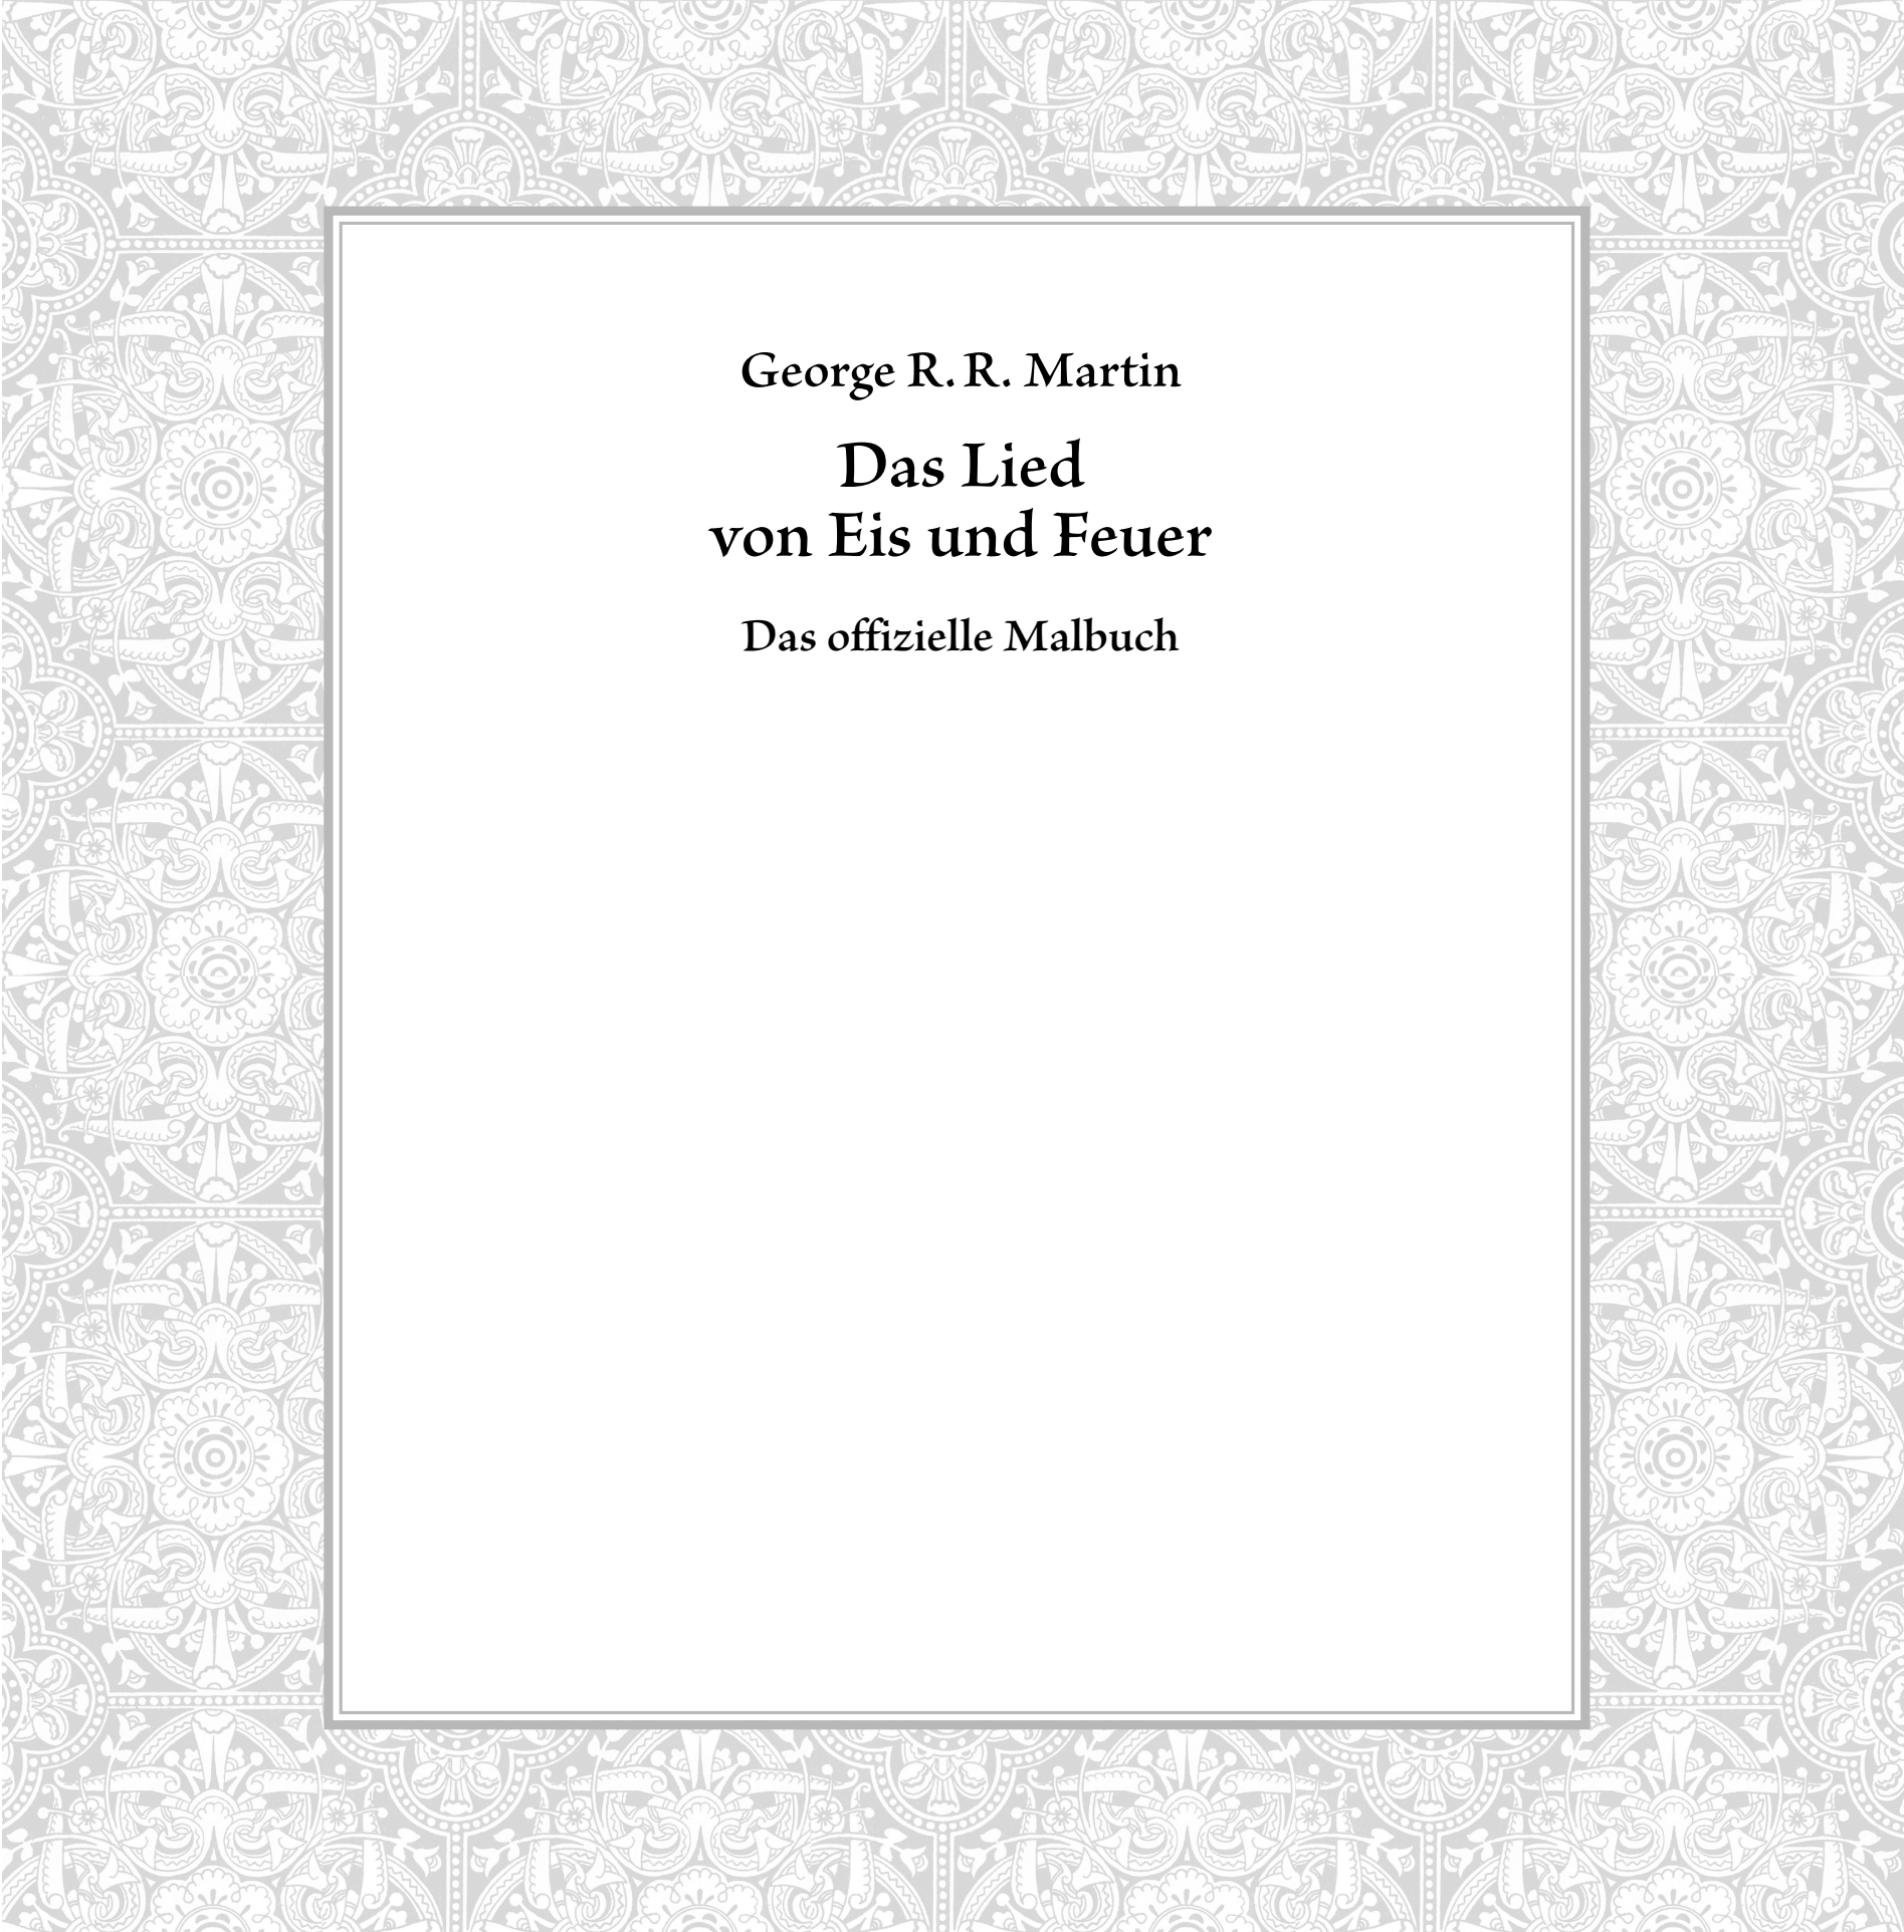 George R. R. Martin
Das Lied
von Eis und Feuer
Das offizielle Malbuch